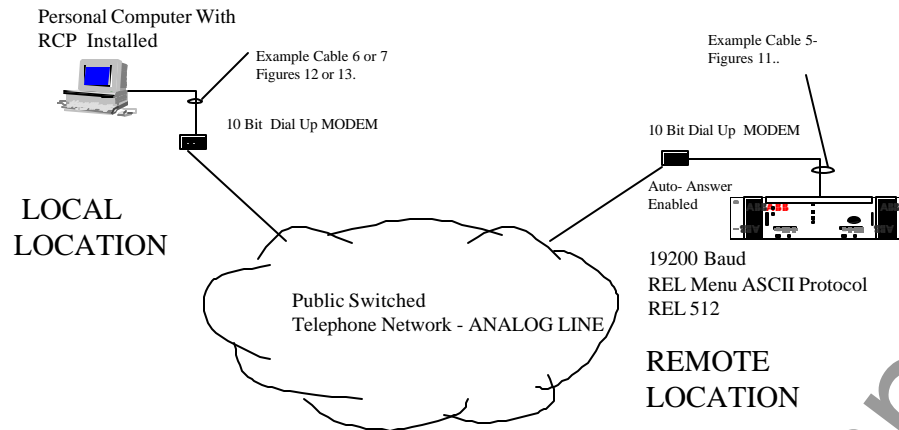 Personal Computer With
RCP Installed
Example Cable 6 or 7
Figures 12 or 13.
10 Bit Dial Up MODEM
LOCAL
LOCATION
Public Switched
Telephone Network - ANALOG LINE
Example Cable 5-
Figures 11..
10 Bit Dial Up MODEM
Auto- Answer
Enabled
ABB
19200 Baud
REL Menu ASCII Protocol
REL 512
REMOTE
LOCATION